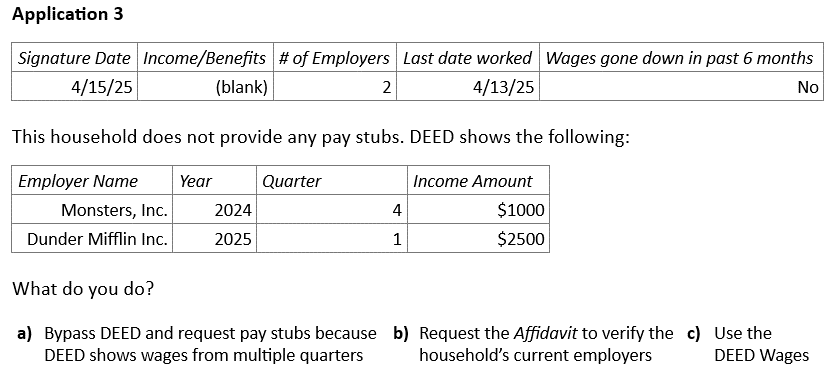 Application 3
Signature Date Income/Benefits # of Employers Last date worked Wages gone down in past 6 months
4/15/25 (blank) 2 4/13/25 No
This household does not provide any pay stubs. DEED shows the following:
Employer Name Year Quarter Income Amount
Monsters, Inc. 2024 4 $1000
Dunder Mifflin Inc. 2025 1 $2500
What do you do?
a) Bypass DEED and request pay stubs because b) Request the Affidavit to verify the c) Use the
DEED shows wages from multiple quarters household’s current employers DEED Wages